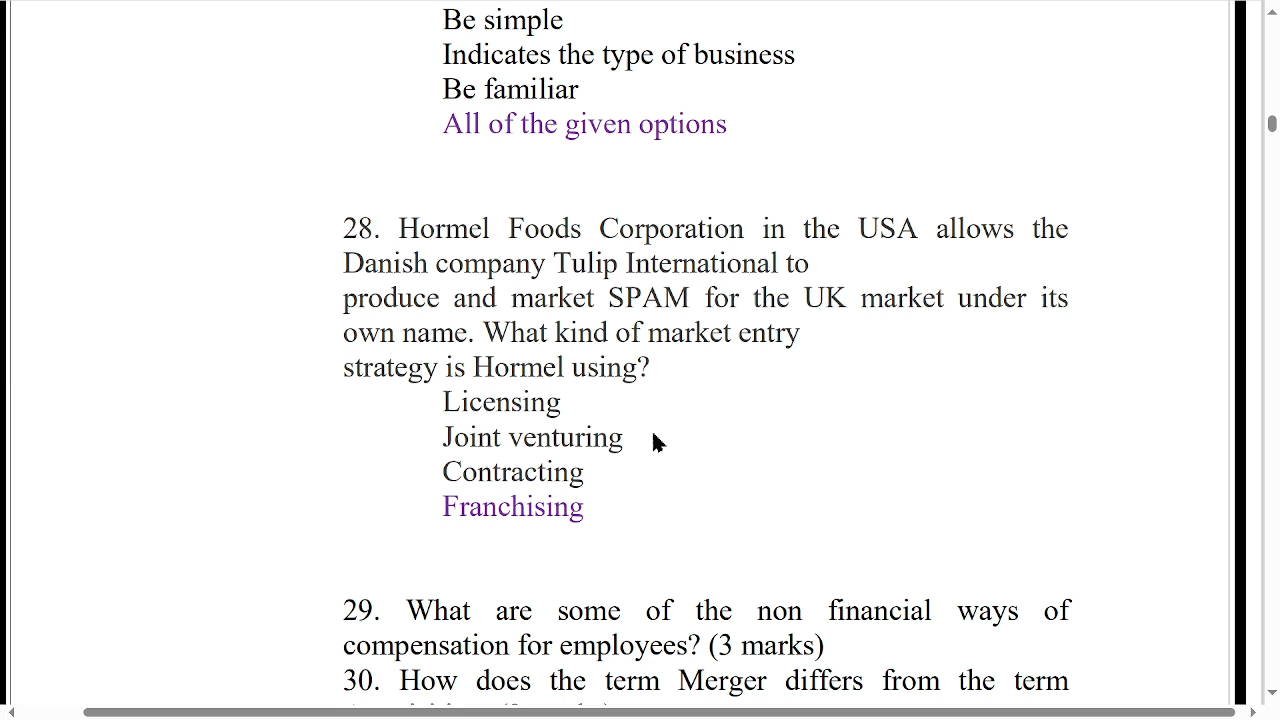 Be simple
Indicates the type of business
Be familiar
All of the given options
28. Hormel Foods Corporation in the USA allows the
Danish company Tulip International to
produce and market SPAM for the UK market under its
own name. What kind of market entry
strategy is Hormel using?
Licensing
Joint venturing
Contracting
Franchising
29. What are some of the non financial ways of
compensation for employees? (3 marks)
30. How does the term Merger differs from the term